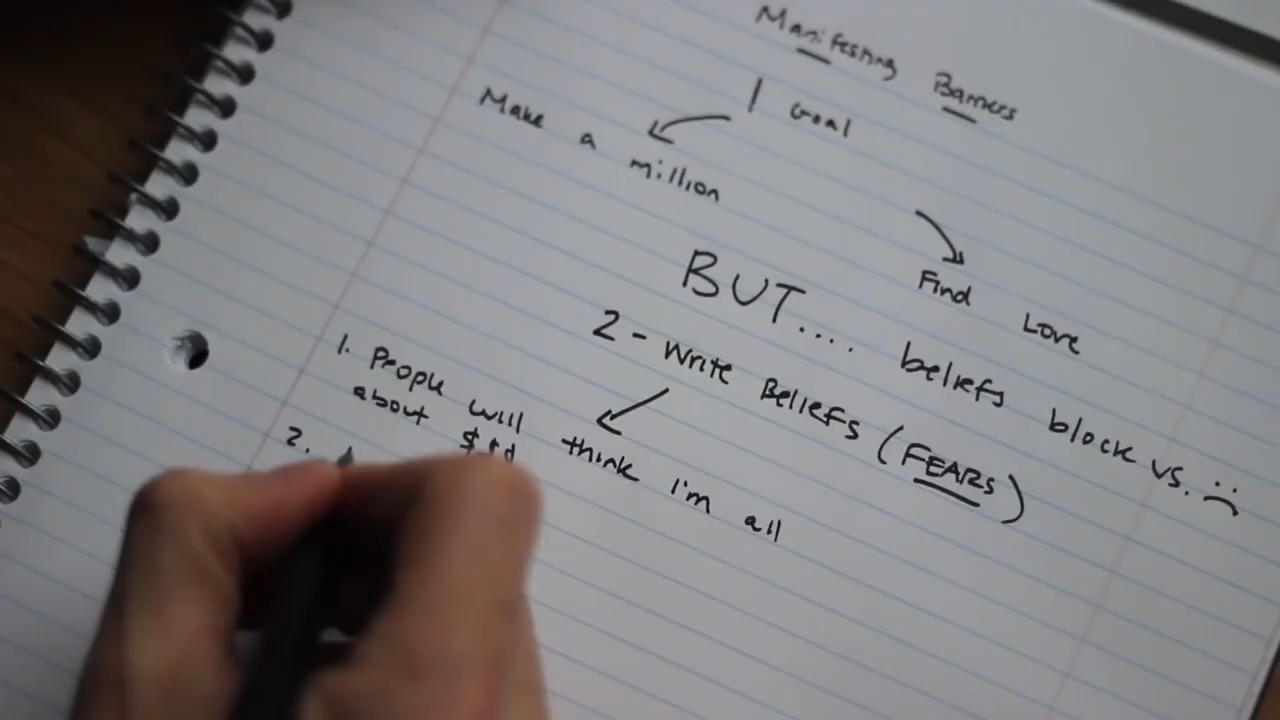 Manifesting Barriers
1 Goal
Make a million
Find Love
BUT.... beliefs block vs. :(
2 - Write Beliefs (FEARS)
1. People will think I'm all
about
2.